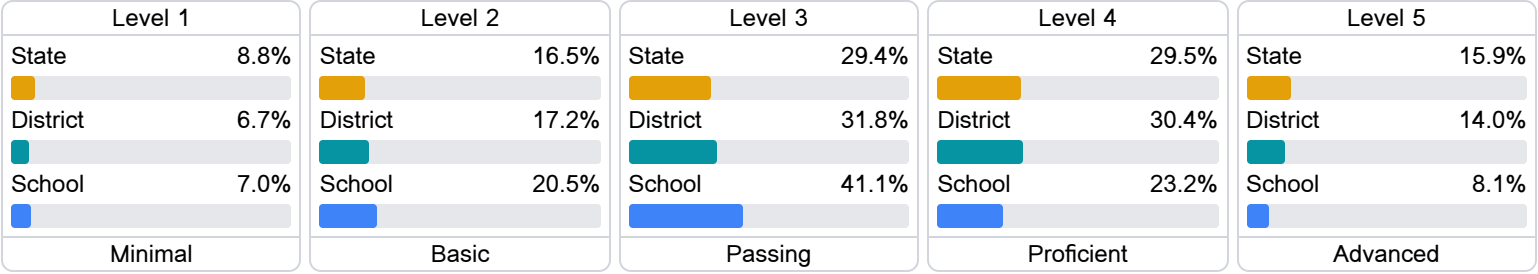 Level 1
State 8.8%
District 6.7%
School 7.0%
Minimal
Level 2
State 16.5%
District 17.2%
School 20.5%
Basic
Level 3
State 29.4%
District 31.8%
School 41.1%
Passing
Level 4
State 29.5%
District 30.4%
School 23.2%
Proficient
Level 5
State 15.9%
District 14.0%
School 8.1%
Advanced